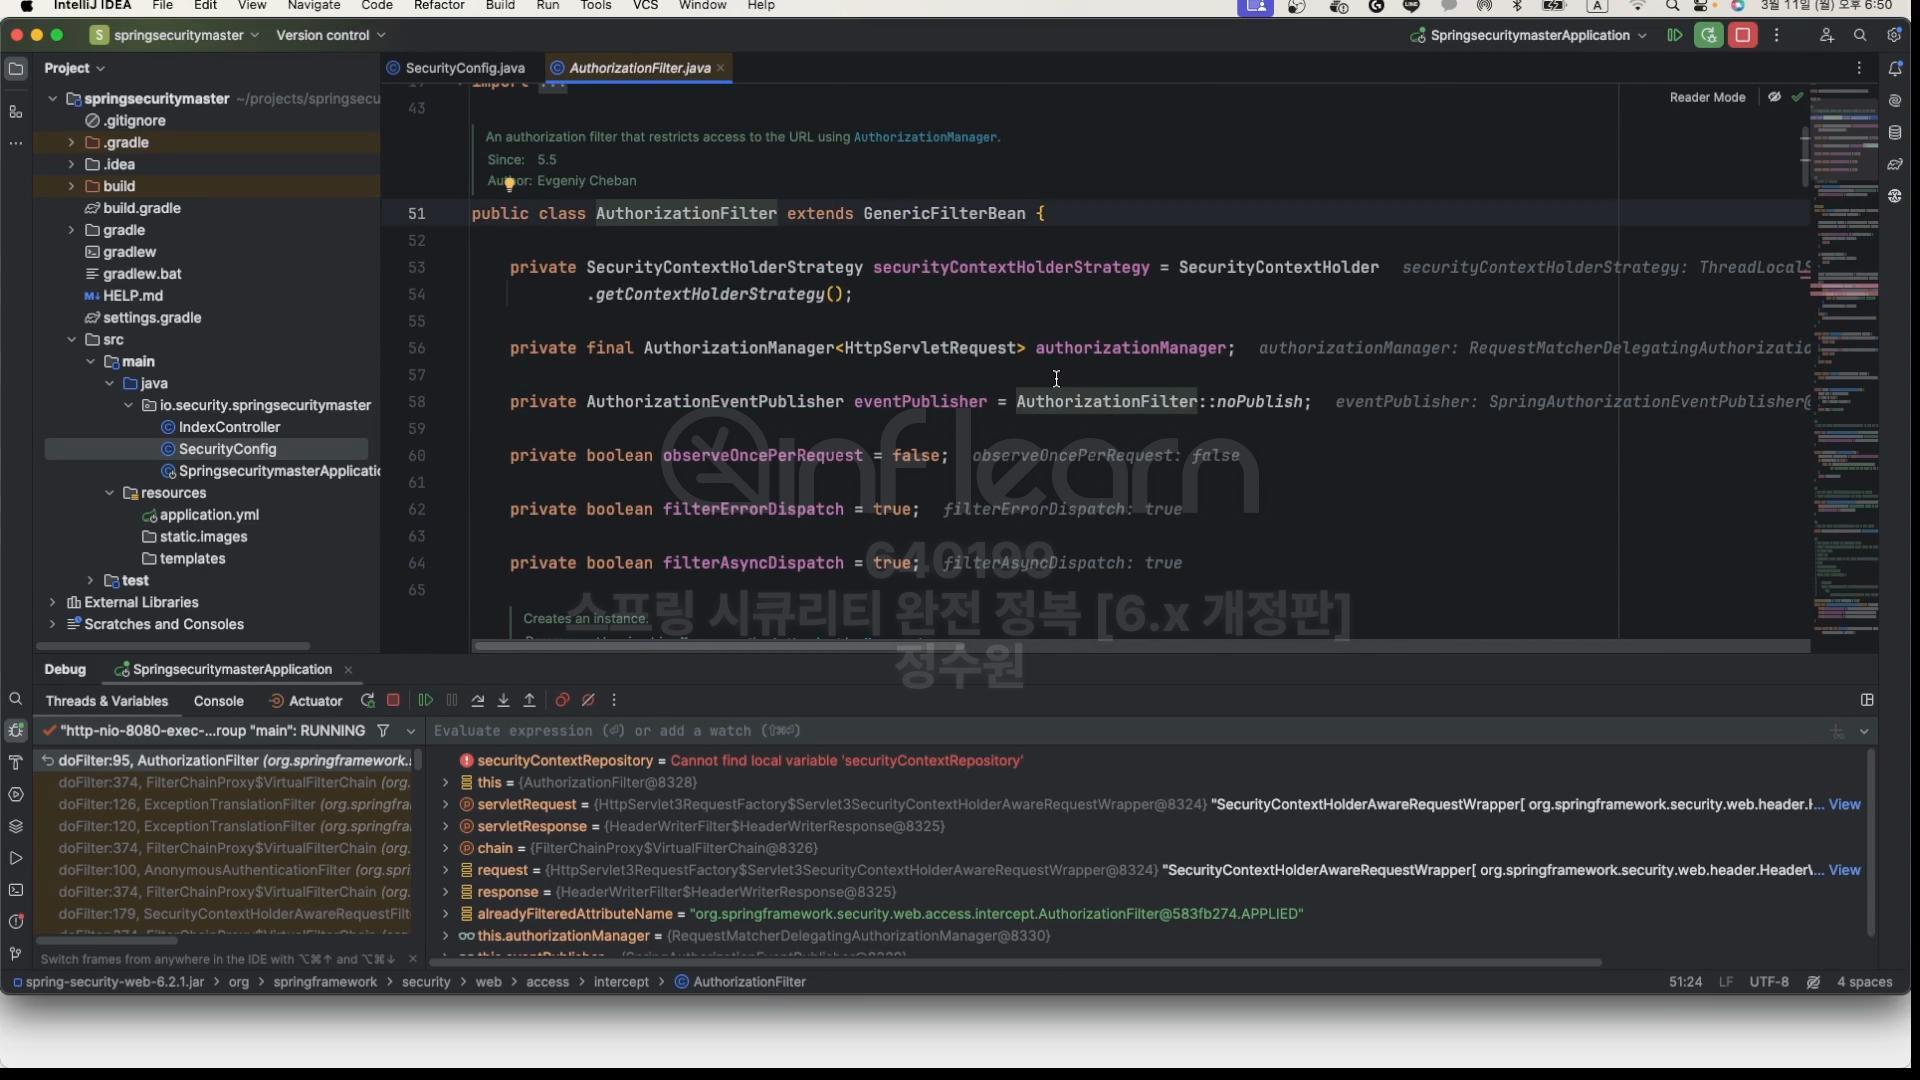 IntelliJ IDEA File Edit View Navigate Code Refactor Build Run Tools VCS Window Help
A 3월 11일 (월) 오후 6:50
S springsecuritymaster Version control SpringsecuritymasterApplication
Project
SecurityConfig.java AuthorizationFilter.java
springsecuritymaster ~/projects/springsecu
.gitignore
.gradle
.idea
build
build.gradle
gradle
gradlew
gradlew.bat
HELP.md
settings.gradle
src
main
java
io.security.springsecuritymaster
IndexController
SecurityConfig
SpringsecuritymasterApplicatio
resources
application.yml
static.images
templates
test
External Libraries
Scratches and Consoles
Reader Mode
import ...
43
An authorization filter that restricts access to the URL using AuthorizationManager.
Since: 5.5
Author: Evgeniy Cheban
51 public class AuthorizationFilter extends GenericFilterBean {
52
53 private SecurityContextHolderStrategy securityContextHolderStrategy = SecurityContextHolder securityContextHolderStrategy: ThreadLocalS
54 .getContextHolderStrategy();
55
56 private final AuthorizationManager<HttpServletRequest> authorizationManager; authorizationManager: RequestMatcherDelegatingAuthorizatio
57
58 private AuthorizationEventPublisher eventPublisher = AuthorizationFilter::noPublish; eventPublisher: SpringAuthorizationEventPublisher@
59
60 private boolean observeOncePerRequest = false; observeOncePerRequest: false
61
62 private boolean filterErrorDispatch = true; filterErrorDispatch: true
63
64 private boolean filterAsyncDispatch = true; filterAsyncDispatch: true
65
Creates an instance.
inflearn
640199
스프링 시큐리티 완전 정복 [6.x 개정판]
정수원
Debug SpringsecuritymasterApplication
Threads & Variables Console Actuator
"http-nio-8080-exec-...roup "main": RUNNING
doFilter:95, AuthorizationFilter (org.springframework.
doFilter:374, FilterChainProxy$VirtualFilterChain (org.
doFilter:126, ExceptionTranslationFilter (org.springfra
doFilter:120, ExceptionTranslationFilter (org.springfra
doFilter:374, FilterChainProxy$VirtualFilterChain (org.
doFilter:100, AnonymousAuthenticationFilter (org.spri
doFilter:374, FilterChainProxy$VirtualFilterChain (org.
doFilter:179, SecurityContextHolderAwareRequestFilt
doFilter:374, FilterChainProxy$VirtualFilterChain (org.
Switch frames from anywhere in the IDE with ⌥⌘↑ and ⌥⌘↓
Evaluate expression (⏎) or add a watch (⇧⌘⏎)
securityContextRepository = Cannot find local variable 'securityContextRepository'
this = {AuthorizationFilter@8328}
servletRequest = {HttpServlet3RequestFactory$Servlet3SecurityContextHolderAwareRequestWrapper@8324} "SecurityContextHolderAwareRequestWrapper[ org.springframework.security.web.header.H... View
servletResponse = {HeaderWriterFilter$HeaderWriterResponse@8325}
chain = {FilterChainProxy$VirtualFilterChain@8326}
request = {HttpServlet3RequestFactory$Servlet3SecurityContextHolderAwareRequestWrapper@8324} "SecurityContextHolderAwareRequestWrapper[ org.springframework.security.web.header.HeaderW... View
response = {HeaderWriterFilter$HeaderWriterResponse@8325}
alreadyFilteredAttributeName = "org.springframework.security.web.access.intercept.AuthorizationFilter@583fb274.APPLIED"
this.authorizationManager = {RequestMatcherDelegatingAuthorizationManager@8330}
spring-security-web-6.2.1.jar > org > springframework > security > web > access > intercept > AuthorizationFilter
51:24 LF UTF-8 4 spaces